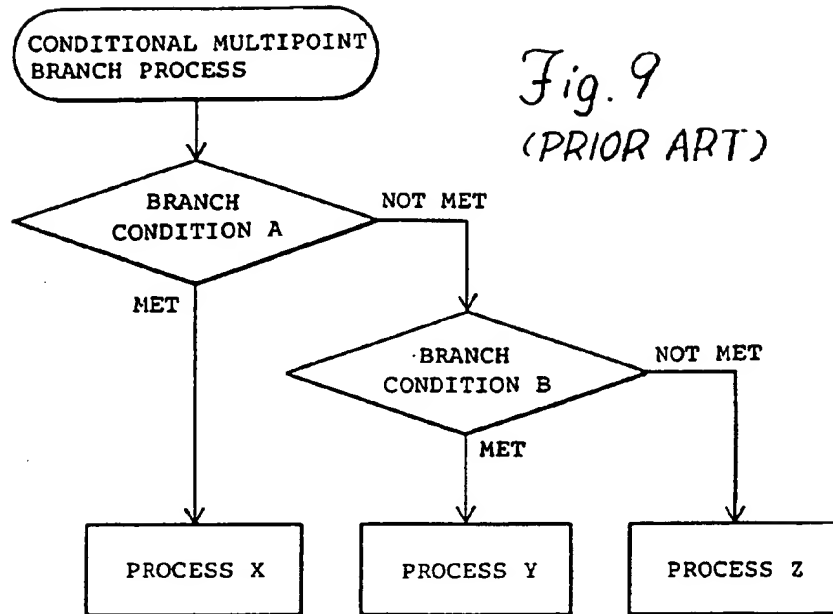 CONDITIONAL MULTIPOINT
BRANCH PROCESS
Fig. 9
(PRIOR ART)
BRANCH
CONDITION A
NOT MET
MET
BRANCH
CONDITION B
NOT MET
MET
PROCESS X
PROCESS Y
PROCESS Z